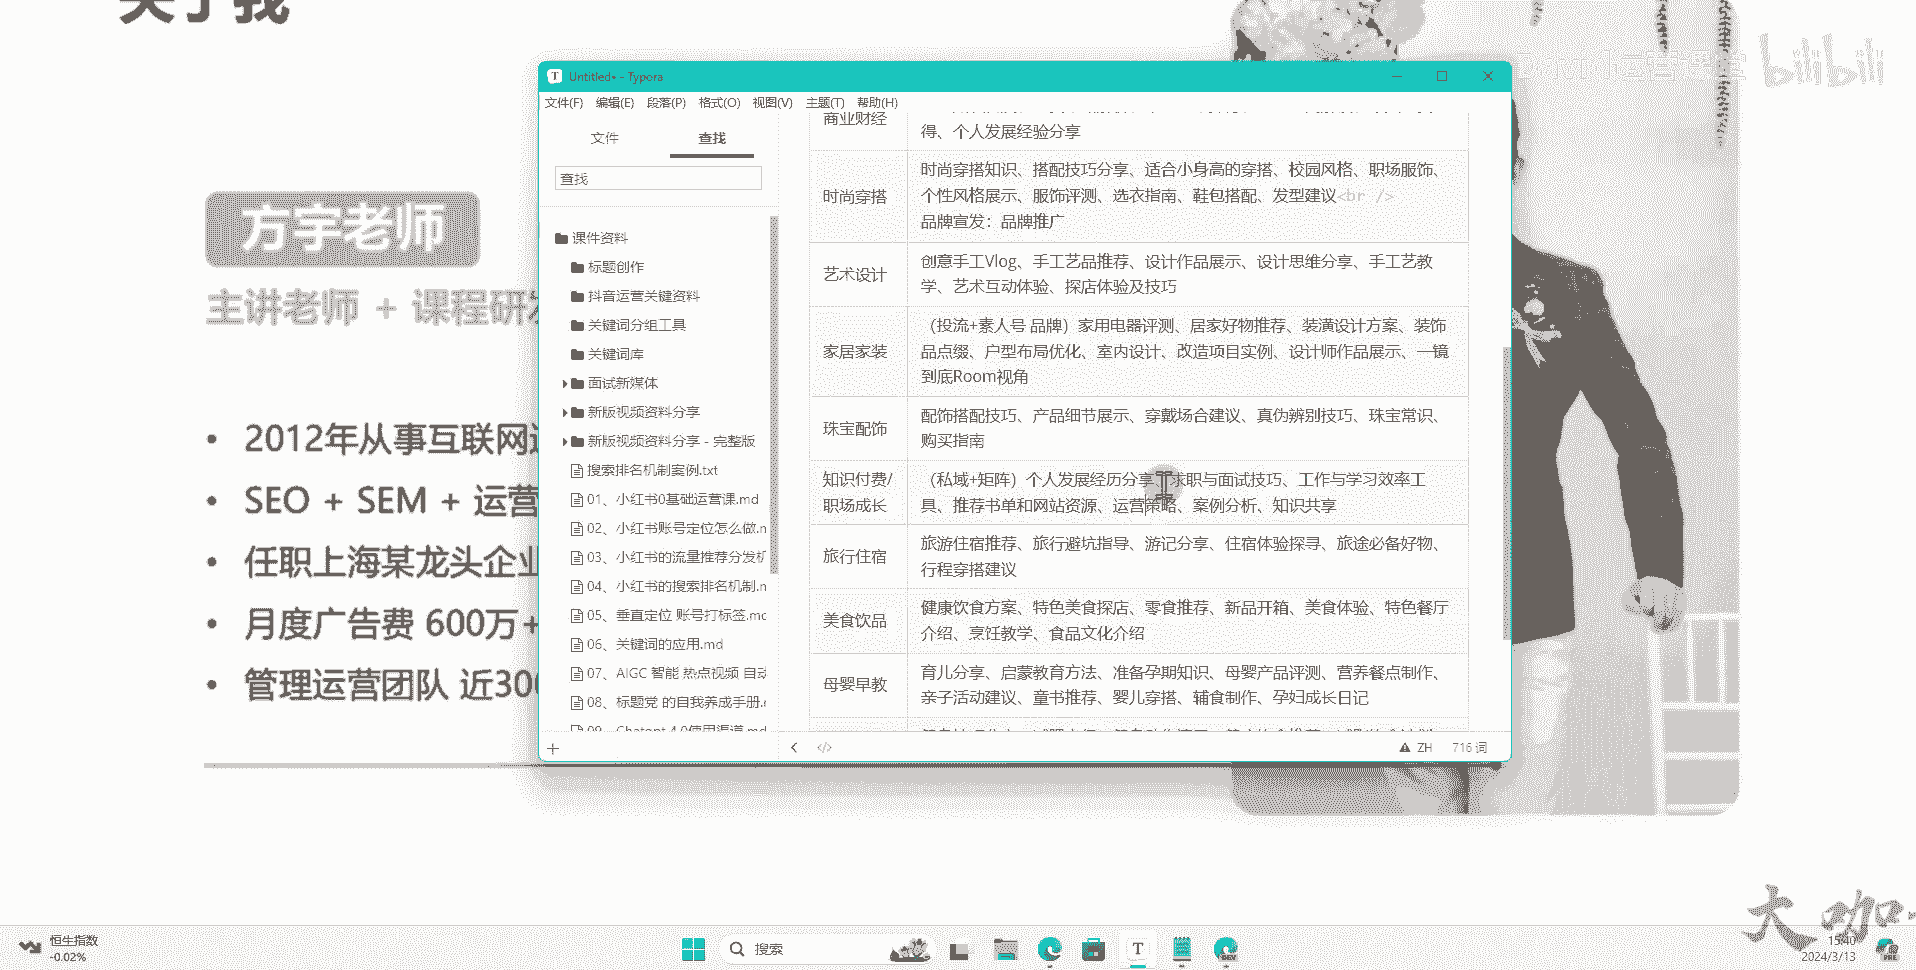 关于我
运营课堂 bilibili
方宇老师
主讲老师 + 课程研发
2012年从事互联网运
SEO + SEM + 运营
任职上海某龙头企业
月度广告费 600万+
管理运营团队 近300
Untitled• - Typora
文件(F) 编辑(E) 段落(P) 格式(O) 视图(V) 主题(T) 帮助(H)
文件 查找
查找
课件资料
标题创作
抖音运营关键资料
关键词分组工具
关键词库
面试新媒体
新版视频资料分享
新版视频资料分享 - 完整版
搜索排名机制案例.txt
01、小红书0基础运营课.md
02、小红书账号定位怎么做.m
03、小红书的流量推荐分发机
04、小红书的搜索排名机制.m
05、垂直定位 账号打标签.md
06、关键词的应用.md
07、AIGC 智能 热点视频 自动
08、标题党 的自我养成手册.m
09、Chatgpt 4.0使用渠道.md
商业财经
得、个人发展经验分享
时尚穿搭
时尚穿搭知识、搭配技巧分享、适合小身高的穿搭、校园风格、职场服饰、
个性风格展示、服饰评测、选衣指南、鞋包搭配、发型建议<br />
品牌宣发：品牌推广
艺术设计
创意手工Vlog、手工艺品推荐、设计作品展示、设计思维分享、手工艺教
学、艺术互动体验、探店体验及技巧
家居家装
（投流+素人号 品牌）家用电器评测、居家好物推荐、装潢设计方案、装饰
品点缀、户型布局优化、室内设计、改造项目实例、设计师作品展示、一镜
到底Room视角
珠宝配饰
配饰搭配技巧、产品细节展示、穿戴场合建议、真伪辨别技巧、珠宝常识、
购买指南
知识付费/
职场成长
（私域+矩阵）个人发展经历分享、求职与面试技巧、工作与学习效率工
具、推荐书单和网站资源、运营策略、案例分析、知识共享
旅行住宿
旅游住宿推荐、旅行避坑指导、游记分享、住宿体验探寻、旅途必备好物、
行程穿搭建议
美食饮品
健康饮食方案、特色美食探店、零食推荐、新品开箱、美食体验、特色餐厅
介绍、烹饪教学、食品文化介绍
母婴早教
育儿分享、启蒙教育方法、准备孕期知识、母婴产品评测、营养餐点制作、
亲子活动建议、童书推荐、婴儿穿搭、辅食制作、孕妇成长日记
ZH 716 词
大咖
恒生指数
-0.02%
搜索
15:40
2024/3/13